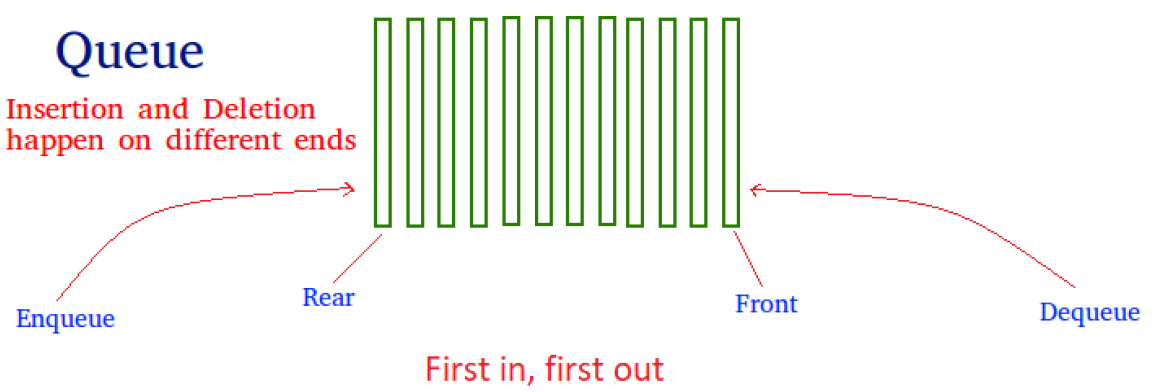 Queue
Insertion and Deletion
happen on different ends
Enqueue
Rear
Front
Dequeue
First in, first out